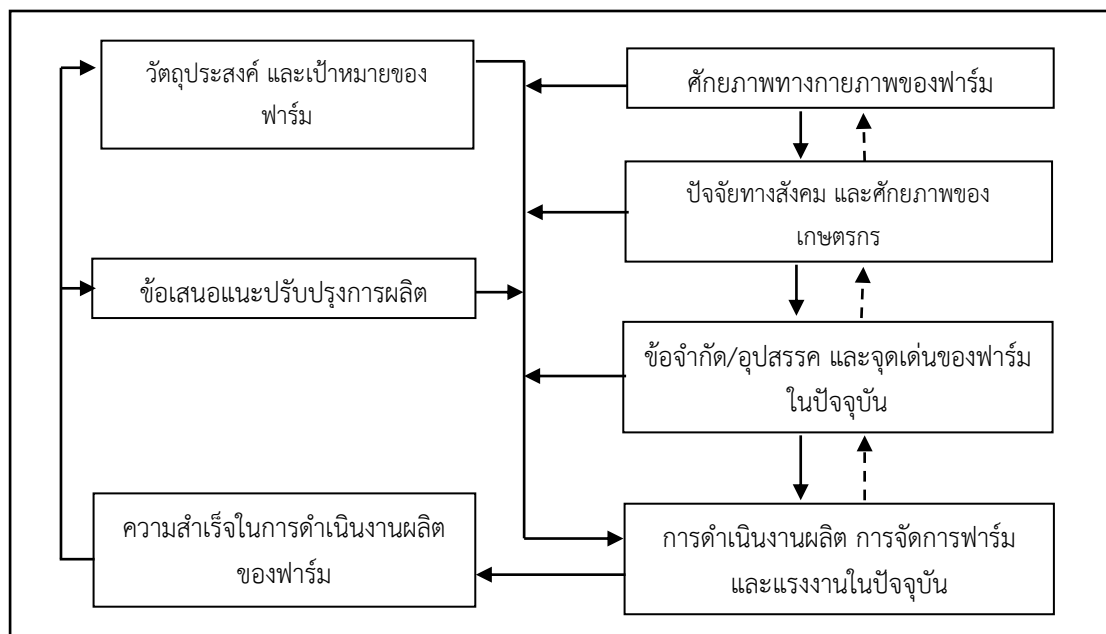 วัตถุประสงค์ และเป้าหมายของ
ฟาร์ม
ศักยภาพทางกายภาพของฟาร์ม
ปัจจัยทางสังคม และศักยภาพของ
เกษตรกร
ข้อเสนอแนะปรับปรุงการผลิต
ข้อจำกัด/อุปสรรค และจุดเด่นของฟาร์ม
ในปัจจุบัน
ความสำเร็จในการดำเนินงานผลิต
ของฟาร์ม
การดำเนินงานผลิต การจัดการฟาร์ม
และแรงงานในปัจจุบัน